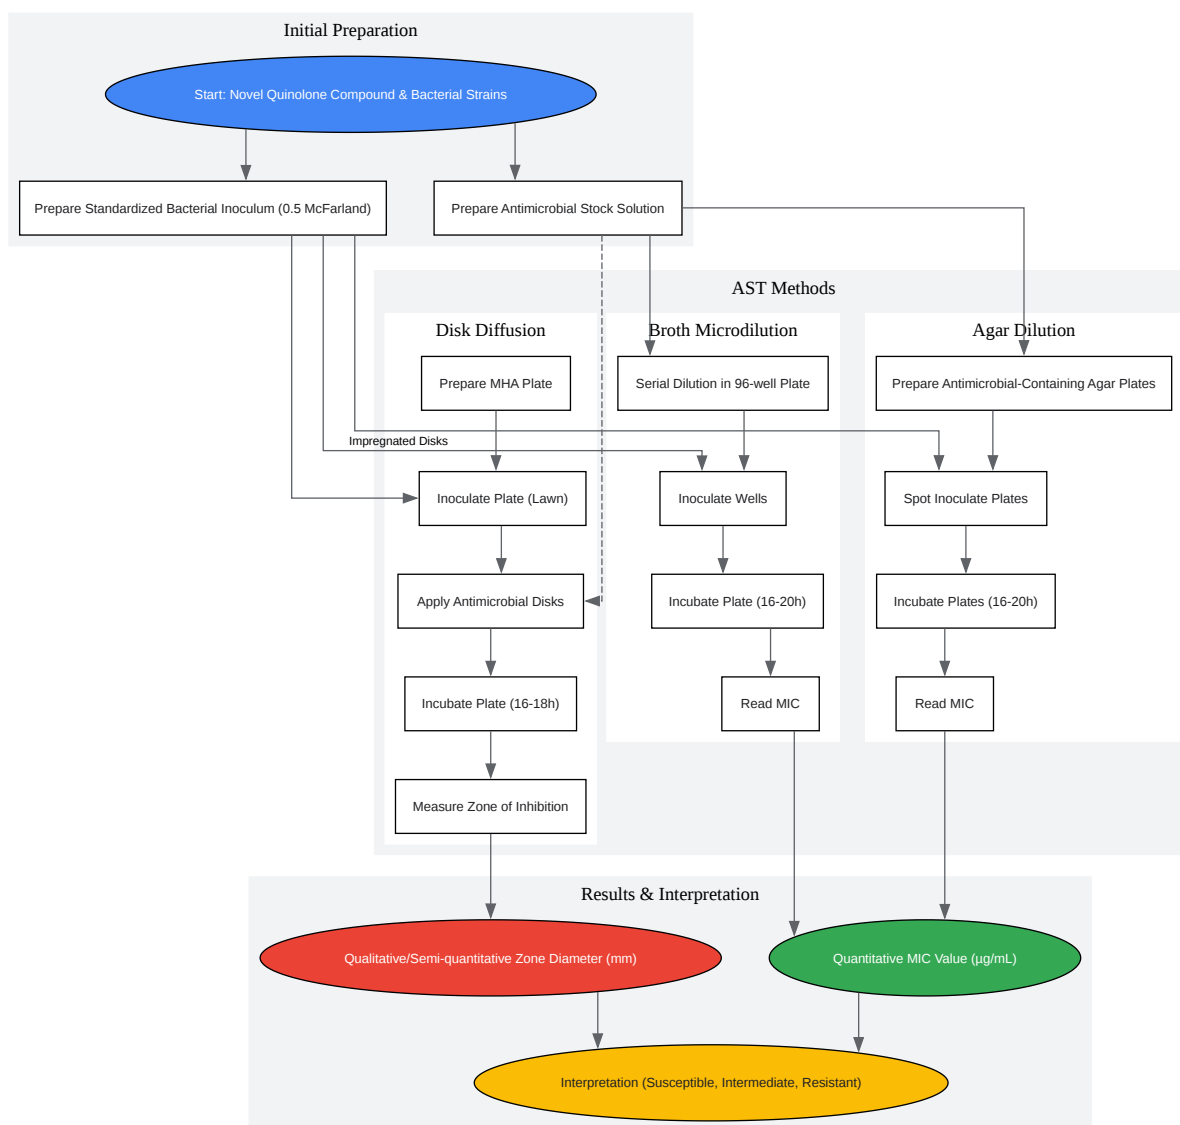 Initial Preparation
Start: Novel Quinolone Compound & Bacterial Strains
Prepare Standardized Bacterial Inoculum (0.5 McFarland)
Prepare Antimicrobial Stock Solution
AST Methods
Disk Diffusion
Broth Microdilution
Agar Dilution
Prepare MHA Plate
Serial Dilution in 96-well Plate
Prepare Antimicrobial-Containing Agar Plates
Impregnated Disks
Inoculate Plate (Lawn)
Inoculate Wells
Spot Inoculate Plates
Apply Antimicrobial Disks
Incubate Plate (16-20h)
Incubate Plates (16-20h)
Incubate Plate (16-18h)
Read MIC
Read MIC
Measure Zone of Inhibition
Results & Interpretation
Qualitative/Semi-quantitative Zone Diameter (mm)
Quantitative MIC Value (µg/mL)
Interpretation (Susceptible, Intermediate, Resistant)